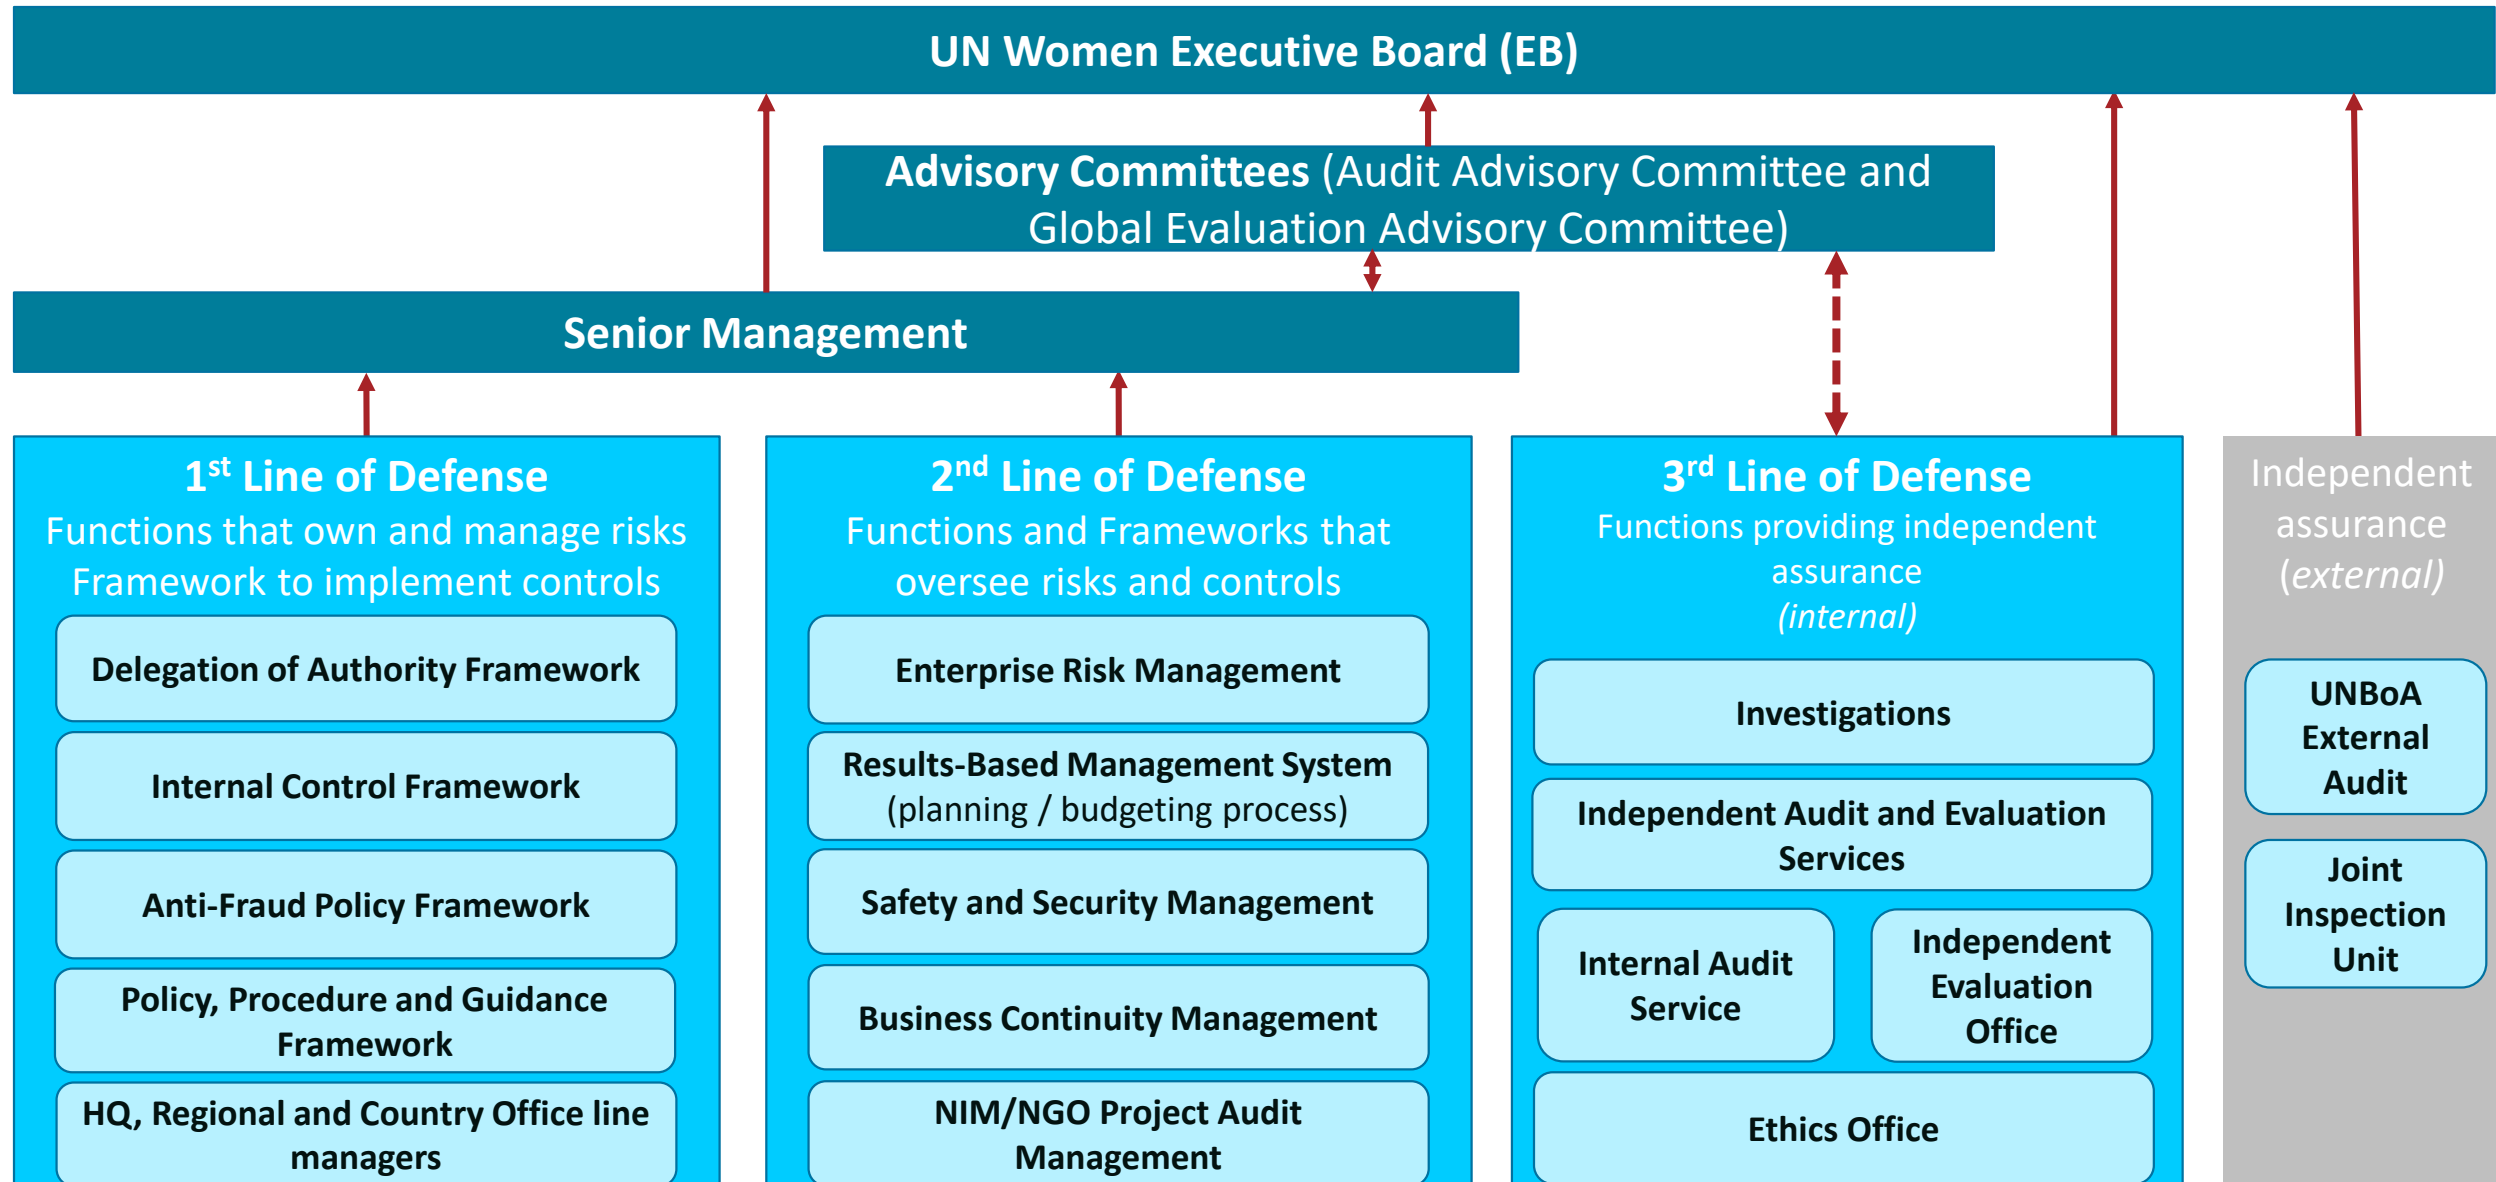 UN Women Executive Board (EB)
Advisory Committees (Audit Advisory Committee and
Global Evaluation Advisory Committee)
Senior Management
1st Line of Defense
Functions that own and manage risks
Framework to implement controls
Delegation of Authority Framework
Internal Control Framework
Anti-Fraud Policy Framework
Policy, Procedure and Guidance
Framework
HQ, Regional and Country Office line
managers
2nd Line of Defense
Functions and Frameworks that
oversee risks and controls
Enterprise Risk Management
Results-Based Management System
(planning / budgeting process)
Safety and Security Management
Business Continuity Management
NIM/NGO Project Audit
Management
3rd Line of Defense
Functions providing independent
assurance
(internal)
Investigations
Independent Audit and Evaluation
Services
Internal Audit
Service
Independent
Evaluation
Office
Ethics Office
Independent
assurance
(external)
UNBoA
External
Audit
Joint
Inspection
Unit